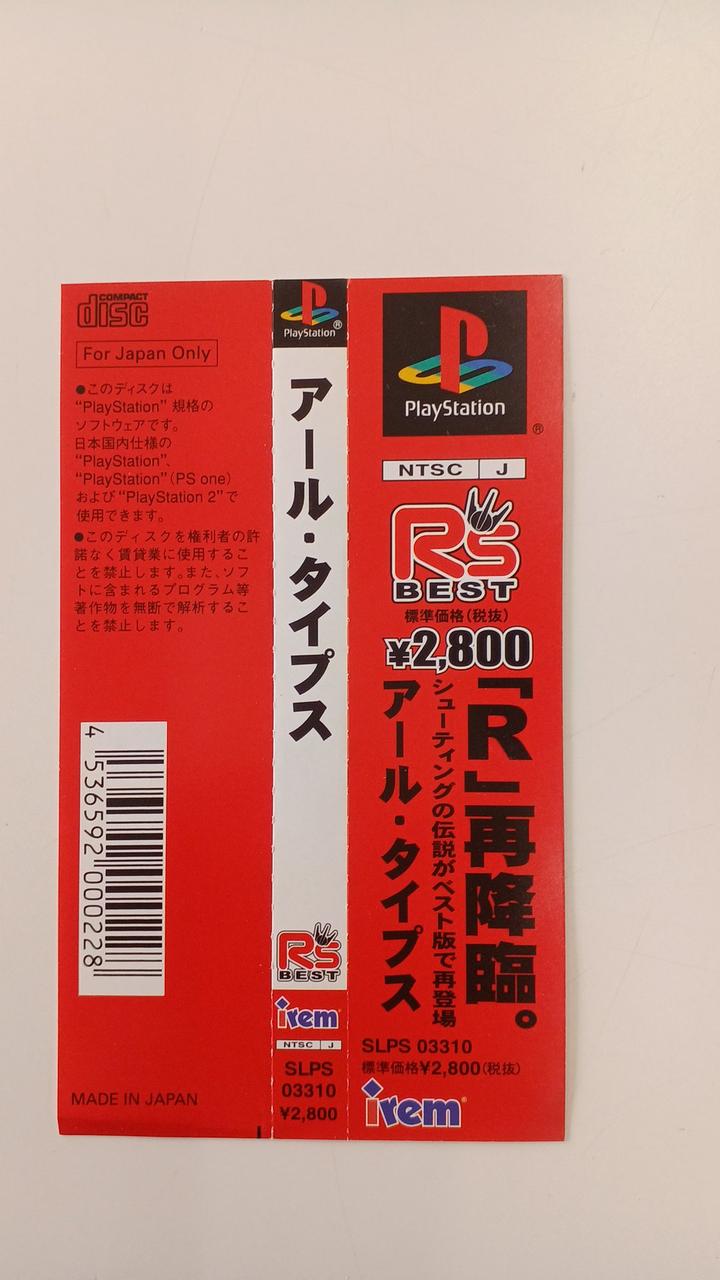 COMPACT
disc
For Japan Only
●このディスクは
“PlayStation” 規格の
ソフトウェアです。
日本国内仕様の
“PlayStation”、
“PlayStation”(PS one)
および“PlayStation 2”で
使用できます。
●このディスクを権利者の許
諾なく賃貸業に使用するこ
とを禁止します。また、ソフ
トに含まれるプログラム等
著作物を無断で解析するこ
とを禁止します。
4 536592 000228
MADE IN JAPAN
PlayStation®
アール・タイプス
R's
BEST
irem
NTSC J
SLPS
03310
¥2,800
PlayStation
®
NTSC J
R's
BEST
標準価格(税抜)
¥2,800
「R」再降臨。
シューティングの伝説がベスト版で再登場
アール・タイプス
SLPS 03310
標準価格¥2,800(税抜)
irem®